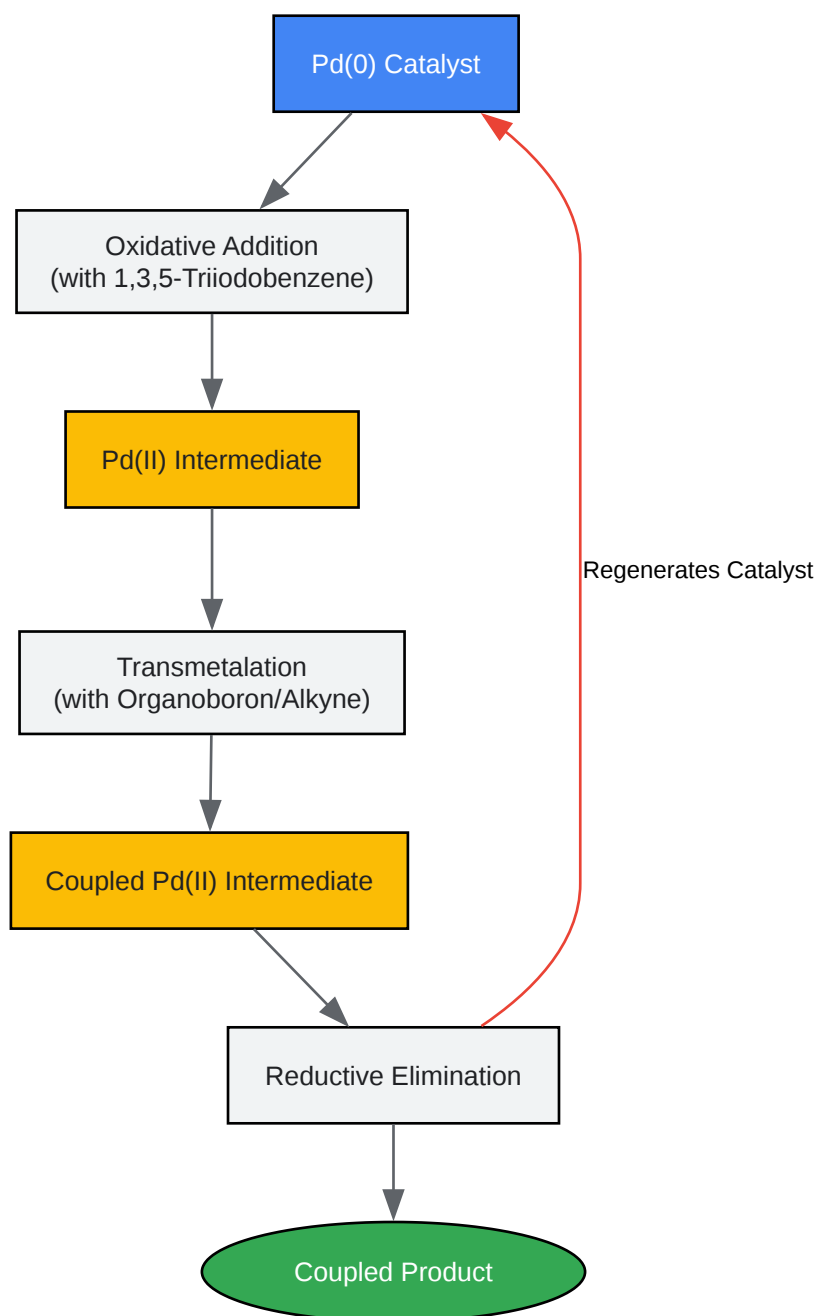 Pd(0) Catalyst
Oxidative Addition
(with 1,3,5-Triiodobenzene)
Pd(II) Intermediate
Regenerates Catalyst
Transmetalation
(with Organoboron/Alkyne)
Coupled Pd(II) Intermediate
Reductive Elimination
Coupled Product